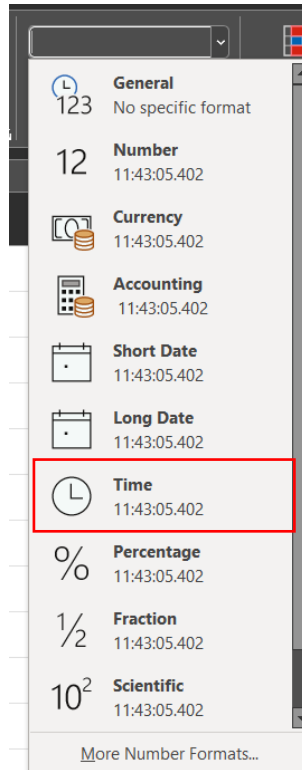 General
123
No specific format
Number
12
11:43:05.402
Currency
11:43:05.402
Accounting
11:43:05.402
Short Date
11:43:05.402
Long Date
11:43:05.402
Time
11:43:05.402
Percentage
%
11:43:05.402
Fraction
1/2
11:43:05.402
Scientific
10²
11:43:05.402
More Number Formats...